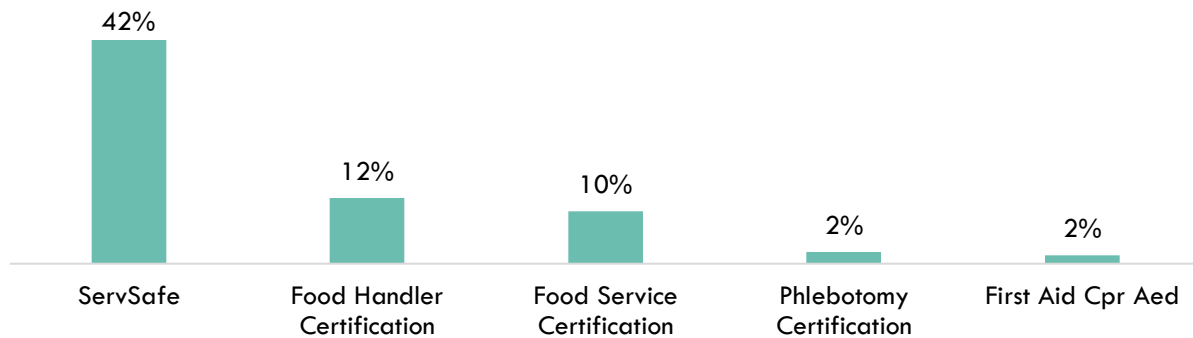 42%
12%
10%
2%
2%
ServSafe
Food Handler
Certification
Food Service
Certification
Phlebotomy
Certification
First Aid Cpr Aed